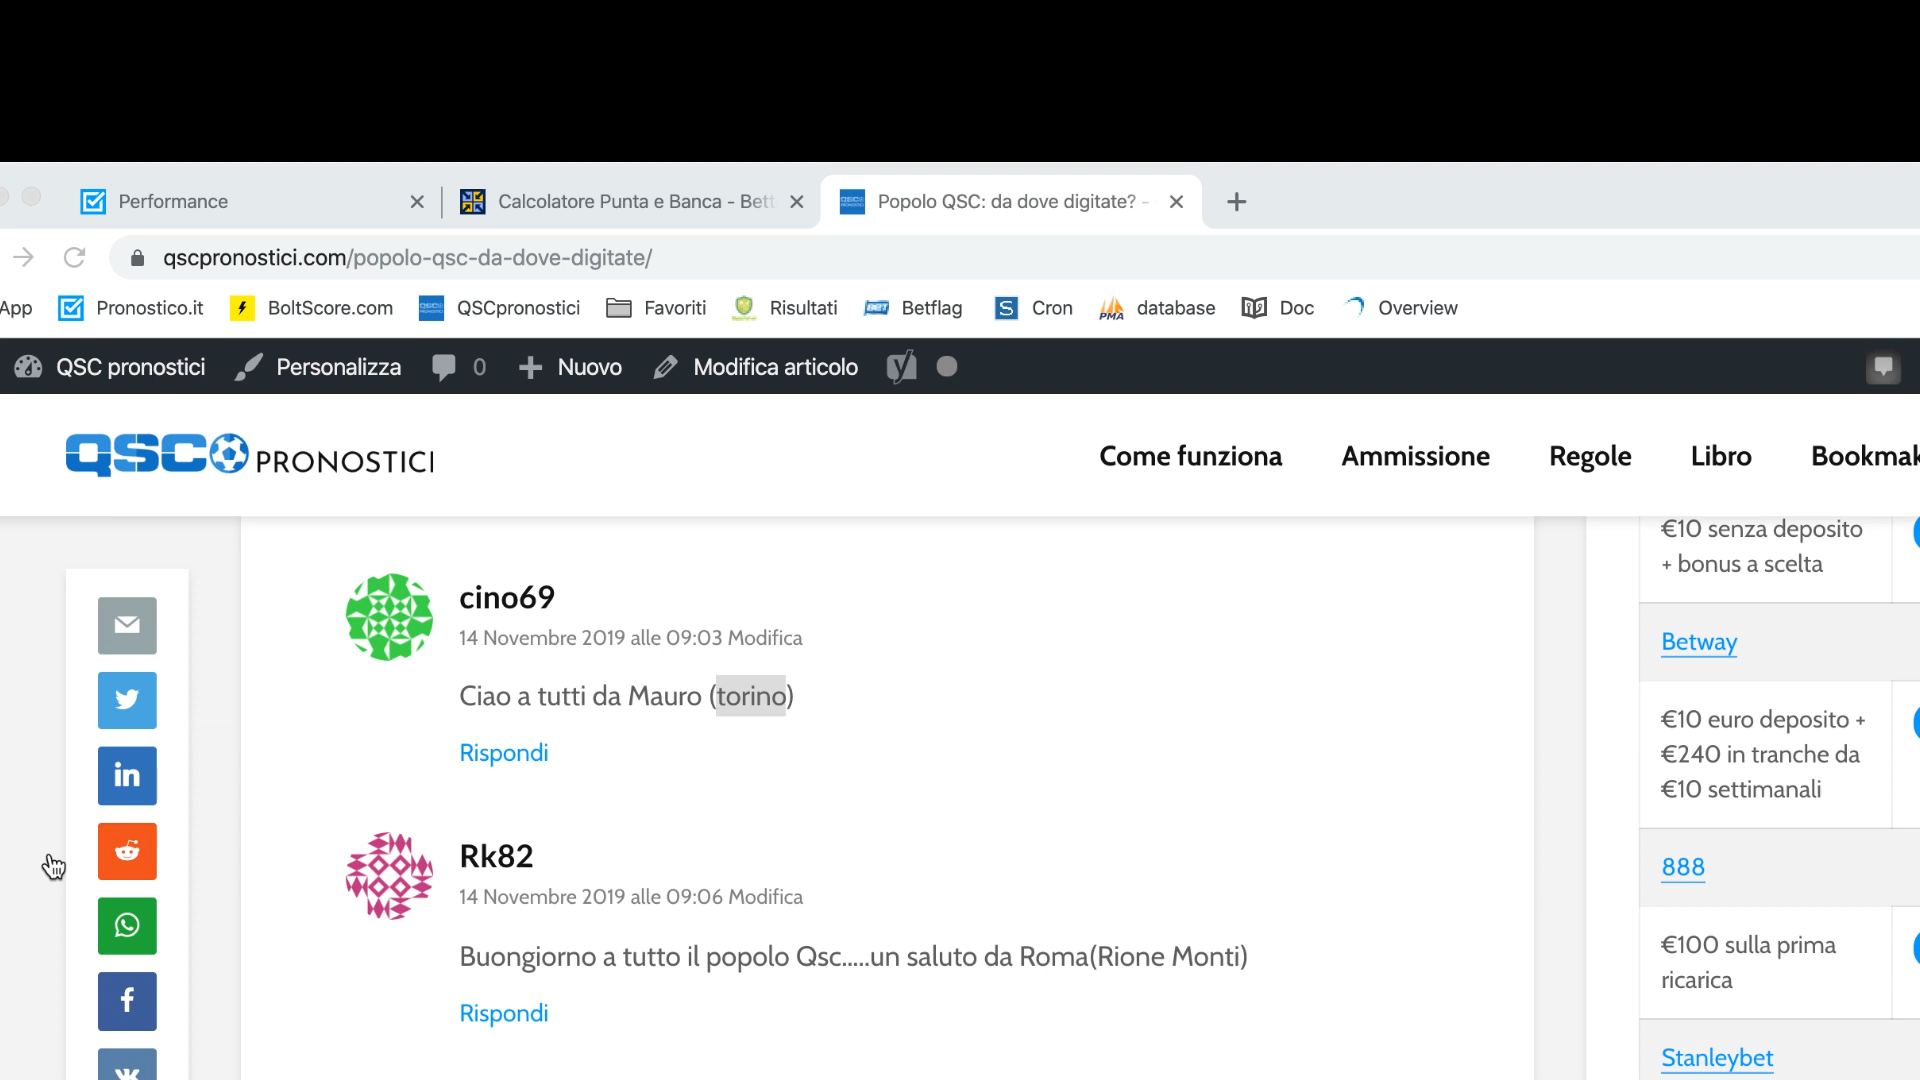 Performance
Calcolatore Punta e Banca - Bett
Popolo QSC: da dove digitate? -
qscpronostici.com/popolo-qsc-da-dove-digitate/
App
Pronostico.it
BoltScore.com
QSCpronostici
Favoriti
Risultati
Betflag
Cron
PMA
database
Doc
Overview
QSC pronostici
Personalizza
0
Nuovo
Modifica articolo
QSC PRONOSTICI
Come funziona
Ammissione
Regole
Libro
Bookmak
cino69
14 Novembre 2019 alle 09:03 Modifica
Ciao a tutti da Mauro (torino)
Rispondi
Rk82
14 Novembre 2019 alle 09:06 Modifica
Buongiorno a tutto il popolo Qsc.....un saluto da Roma(Rione Monti)
Rispondi
€10 senza deposito
+ bonus a scelta
Betway
€10 euro deposito +
€240 in tranche da
€10 settimanali
888
€100 sulla prima
ricarica
Stanleybet